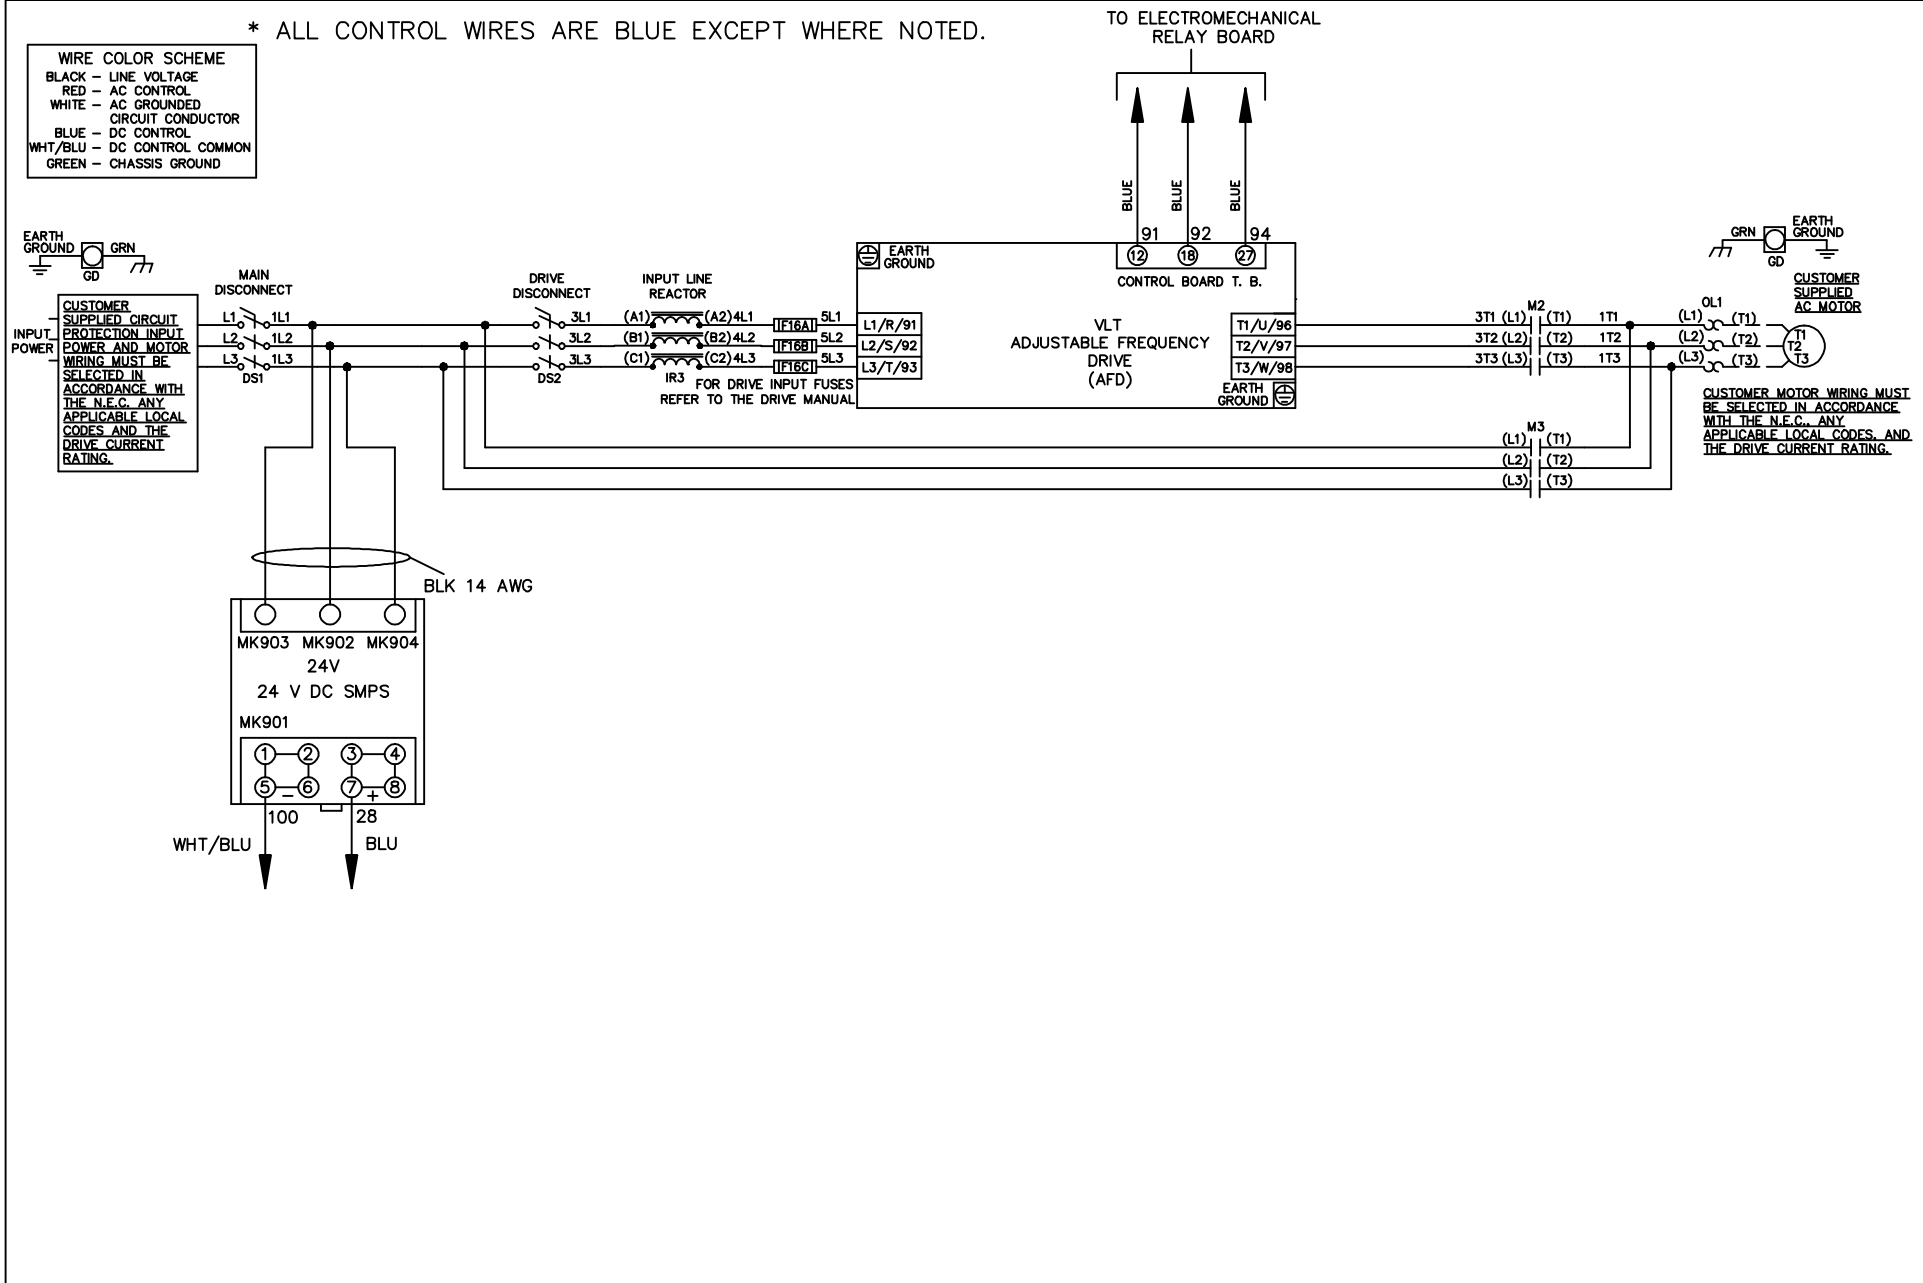 * ALL CONTROL WIRES ARE BLUE EXCEPT WHERE NOTED.
WIRE COLOR SCHEME
BLACK – LINE VOLTAGE
RED – AC CONTROL
WHITE – AC GROUNDED
CIRCUIT CONDUCTOR
BLUE – DC CONTROL
WHT/BLU – DC CONTROL COMMON
GREEN – CHASSIS GROUND
TO ELECTROMECHANICAL
RELAY BOARD
BLUE
BLUE
BLUE
91
92
94
12
18
27
CONTROL BOARD T. B.
EARTH
GROUND
GRN
GD
INPUT
POWER
CUSTOMER
SUPPLIED CIRCUIT
PROTECTION INPUT
POWER AND MOTOR
WIRING MUST BE
SELECTED IN
ACCORDANCE WITH
THE N.E.C. ANY
APPLICABLE LOCAL
CODES AND THE
DRIVE CURRENT
RATING.
MAIN
DISCONNECT
L1 1L1
L2 1L2
L3 1L3
DS1
DRIVE
DISCONNECT
3L1
3L2
3L3
DS2
INPUT LINE
REACTOR
(A1) (A2) 4L1
(B1) (B2) 4L2
(C1) (C2) 4L3
IR3
F16A 5L1
F16B 5L2
F16C 5L3
FOR DRIVE INPUT FUSES
REFER TO THE DRIVE MANUAL
EARTH
GROUND
L1/R/91
L2/S/92
L3/T/93
VLT
ADJUSTABLE FREQUENCY
DRIVE
(AFD)
T1/U/96
T2/V/97
T3/W/98
EARTH
GROUND
M2
3T1 (L1) (T1) 1T1
3T2 (L2) (T2) 1T2
3T3 (L3) (T3) 1T3
M3
(L1) (T1)
(L2) (T2)
(L3) (T3)
OL1
(L1) (T1)
(L2) (T2)
(L3) (T3)
T1
T2
T3
GRN
GD
EARTH
GROUND
CUSTOMER
SUPPLIED
AC MOTOR
CUSTOMER MOTOR WIRING MUST
BE SELECTED IN ACCORDANCE
WITH THE N.E.C., ANY
APPLICABLE LOCAL CODES, AND
THE DRIVE CURRENT RATING.
BLK 14 AWG
MK903 MK902 MK904
24V
24 V DC SMPS
MK901
1 2 3 4
5 – 6 7 + 8
100
28
WHT/BLU
BLU